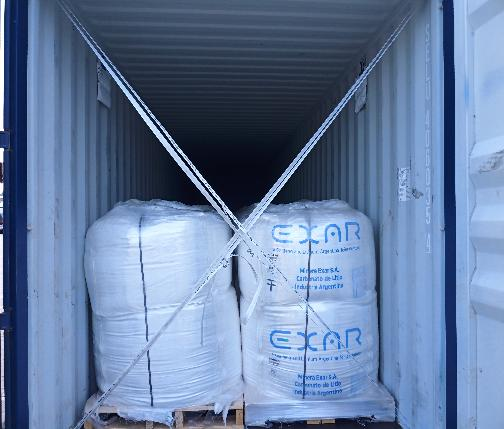 EXAR
Minera Exar S.A.
Carbonato de Litio
Industria Argentina
EXAR
Minera Exar S.A.
Carbonato de Litio
Industria Argentina